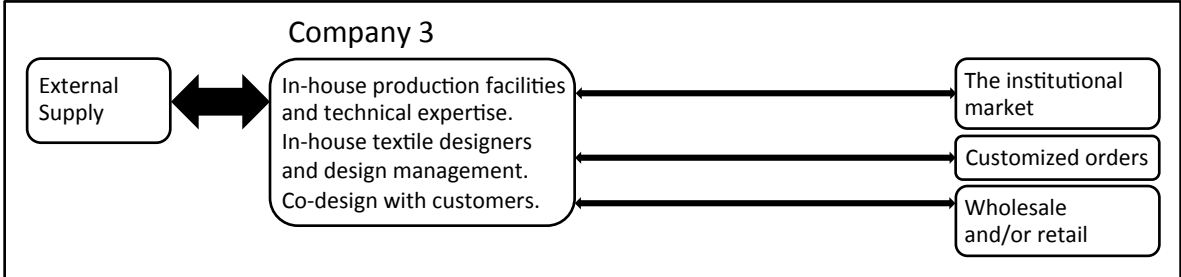 Company 3
External
Supply
In-house production facilities
and technical expertise.
In-house textile designers
and design management.
Co-design with customers.
The institutional
market
Customized orders
Wholesale
and/or retail